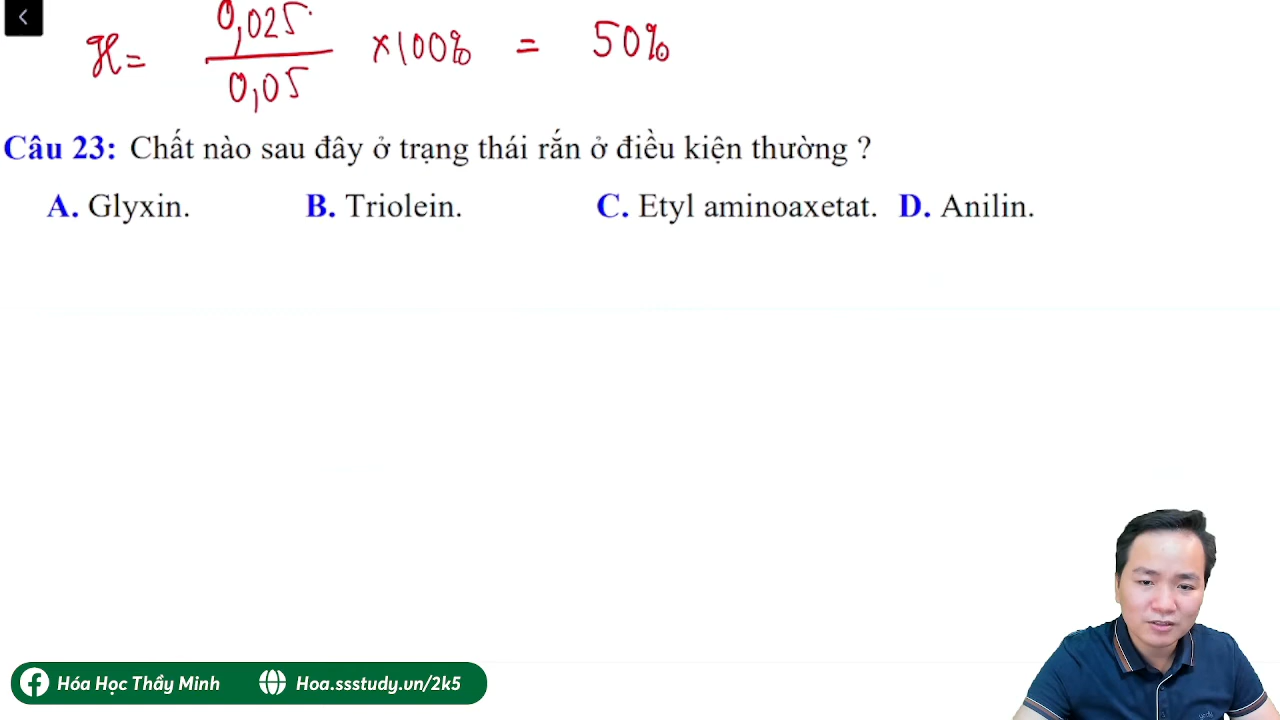 H = 0,025 / 0,05 ×100% = 50%
Câu 23: Chất nào sau đây ở trạng thái rắn ở điều kiện thường ?
A. Glyxin. B. Triolein. C. Etyl aminoaxetat. D. Anilin.
Hóa Học Thầy Minh Hoa.ssstudy.vn/2k5